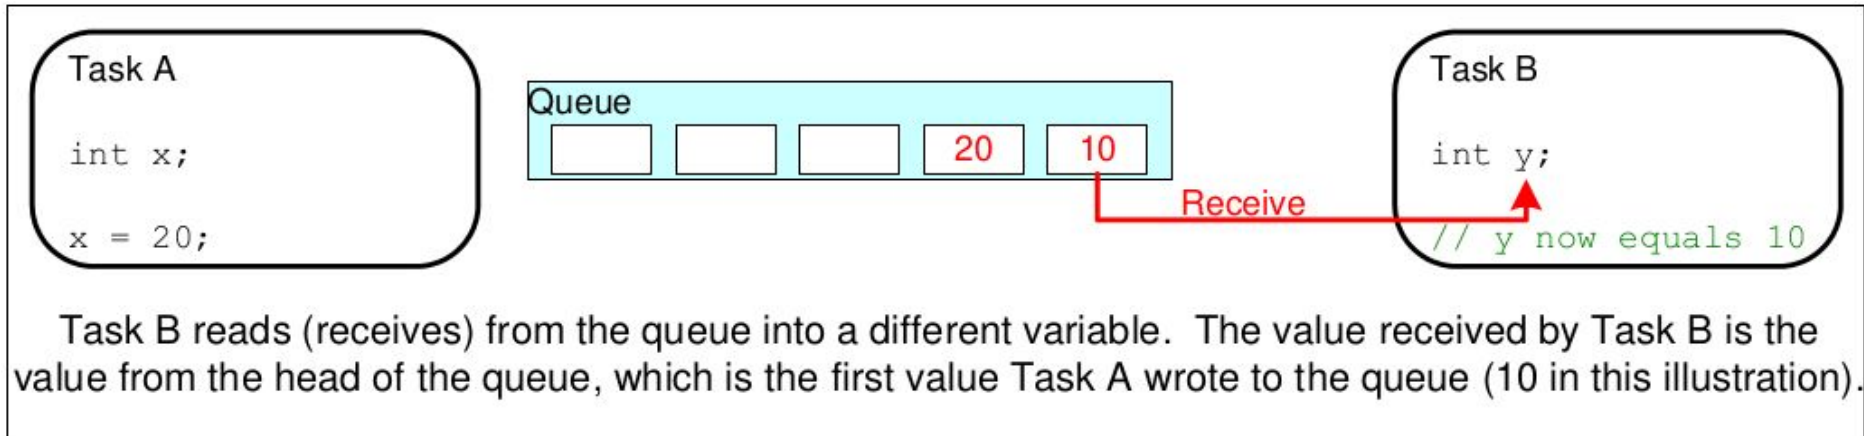 Task A
int x;
x = 20;
Queue
20
10
Receive
Task B
int y;
// y now equals 10
Task B reads (receives) from the queue into a different variable.  The value received by Task B is the
value from the head of the queue, which is the first value Task A wrote to the queue (10 in this illustration).